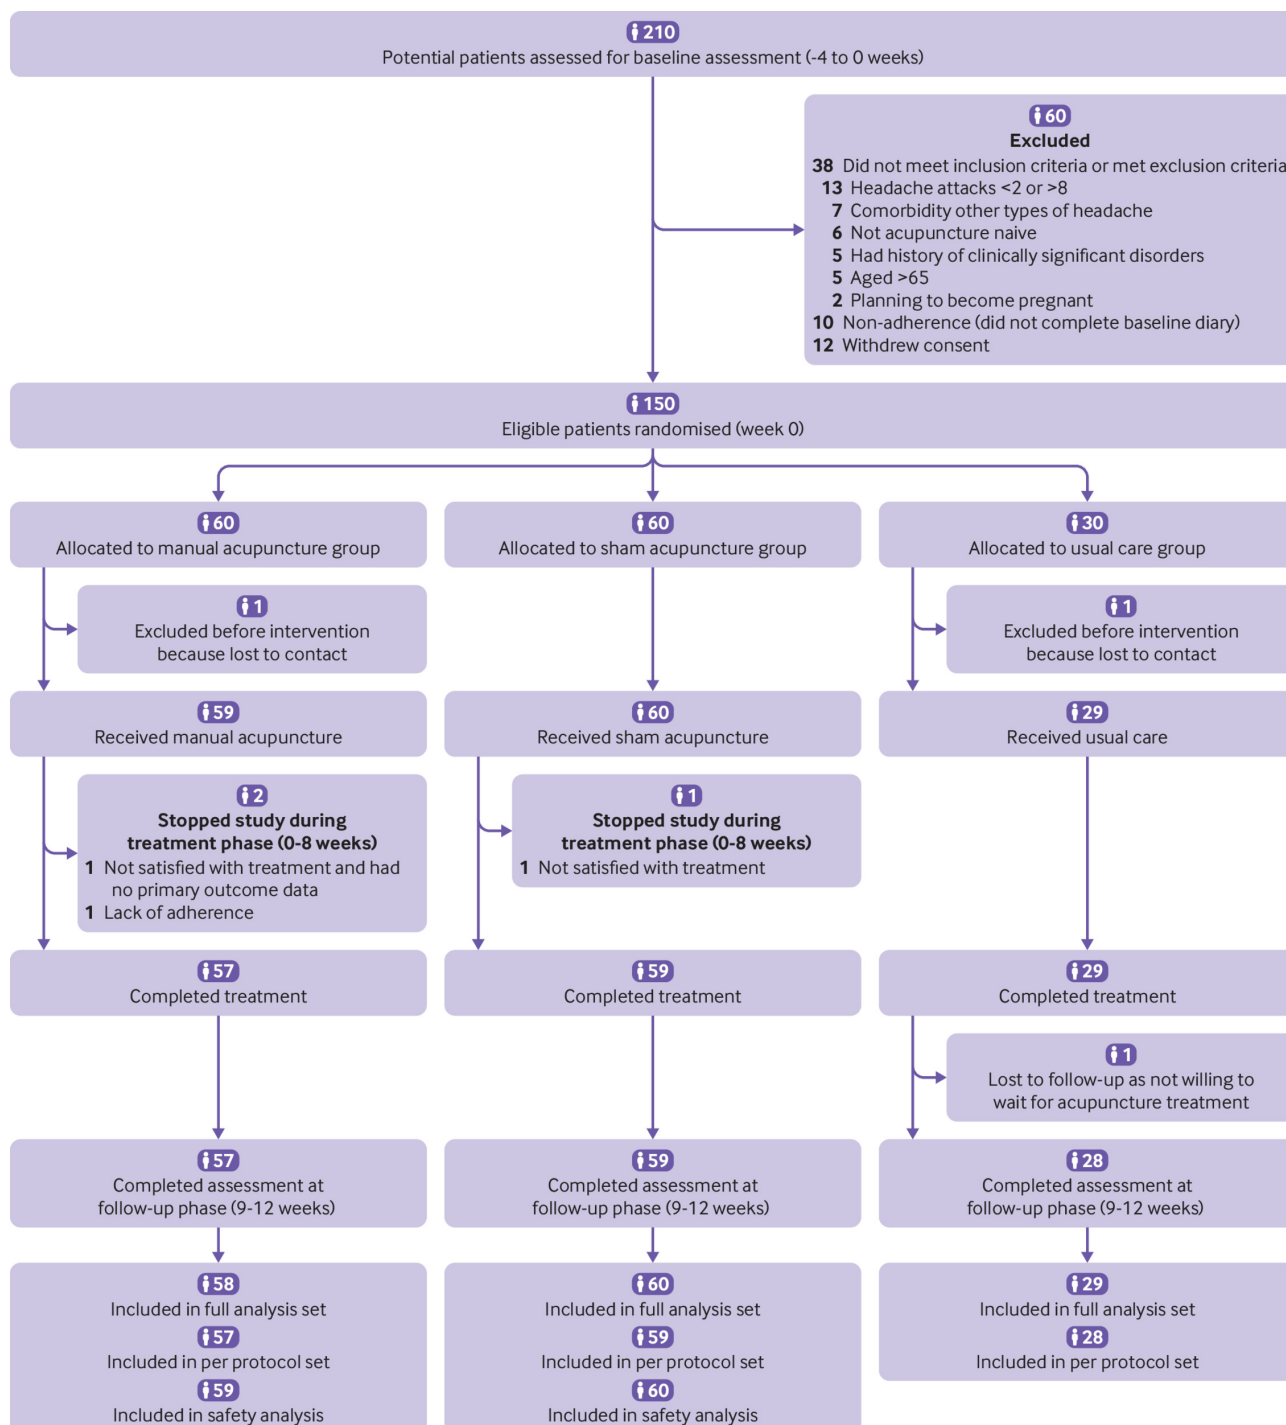 210
Potential patients assessed for baseline assessment (-4 to 0 weeks)
60
Excluded
38 Did not meet inclusion criteria or met exclusion criteria
13 Headache attacks <2 or >8
7 Comorbidity other types of headache
6 Not acupuncture naive
5 Had history of clinically significant disorders
5 Aged >65
2 Planning to become pregnant
10 Non-adherence (did not complete baseline diary)
12 Withdrew consent
150
Eligible patients randomised (week 0)
60
Allocated to manual acupuncture group
60
Allocated to sham acupuncture group
30
Allocated to usual care group
1
Excluded before intervention
because lost to contact
1
Excluded before intervention
because lost to contact
59
Received manual acupuncture
60
Received sham acupuncture
29
Received usual care
2
Stopped study during
treatment phase (0-8 weeks)
1 Not satisfied with treatment and had
no primary outcome data
1 Lack of adherence
1
Stopped study during
treatment phase (0-8 weeks)
1 Not satisfied with treatment
57
Completed treatment
59
Completed treatment
29
Completed treatment
1
Lost to follow-up as not willing to
wait for acupuncture treatment
57
Completed assessment at
follow-up phase (9-12 weeks)
59
Completed assessment at
follow-up phase (9-12 weeks)
28
Completed assessment at
follow-up phase (9-12 weeks)
58
Included in full analysis set
57
Included in per protocol set
59
Included in safety analysis
60
Included in full analysis set
59
Included in per protocol set
60
Included in safety analysis
29
Included in full analysis set
28
Included in per protocol set